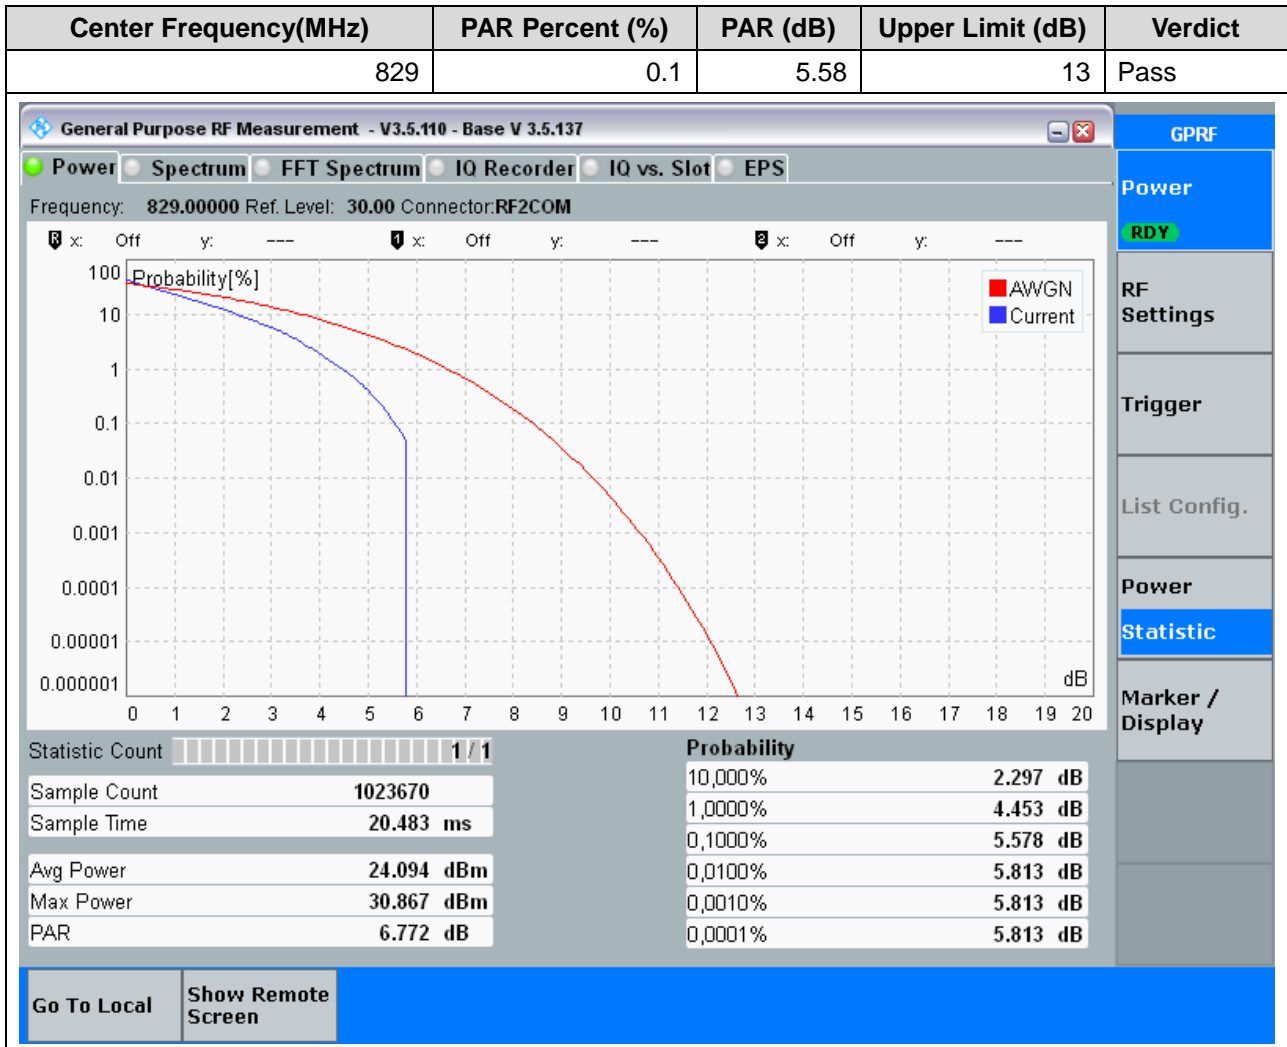 Center Frequency(MHz) PAR Percent (%) PAR (dB) Upper Limit (dB) Verdict
829 0.1 5.58 13 Pass
General Purpose RF Measurement - V3.5.110 - Base V 3.5.137
GPRF
Power Spectrum FFT Spectrum IQ Recorder IQ vs. Slot EPS
Frequency: 829.00000 Ref. Level: 30.00 Connector:RF2COM
R x: Off y: --- 1 x: Off y: --- 2 x: Off y: ---
Probability[%]
AWGN
Current
100
10
1
0.1
0.01
0.001
0.0001
0.00001
0.000001
dB
0 1 2 3 4 5 6 7 8 9 10 11 12 13 14 15 16 17 18 19 20
Statistic Count 1 / 1
Sample Count 1023670
Sample Time 20.483 ms
Avg Power 24.094 dBm
Max Power 30.867 dBm
PAR 6.772 dB
Probability
10,000% 2.297 dB
1,0000% 4.453 dB
0,1000% 5.578 dB
0,0100% 5.813 dB
0,0010% 5.813 dB
0,0001% 5.813 dB
Power
RDY
RF
Settings
Trigger
List Config.
Power
Statistic
Marker /
Display
Go To Local
Show Remote
Screen